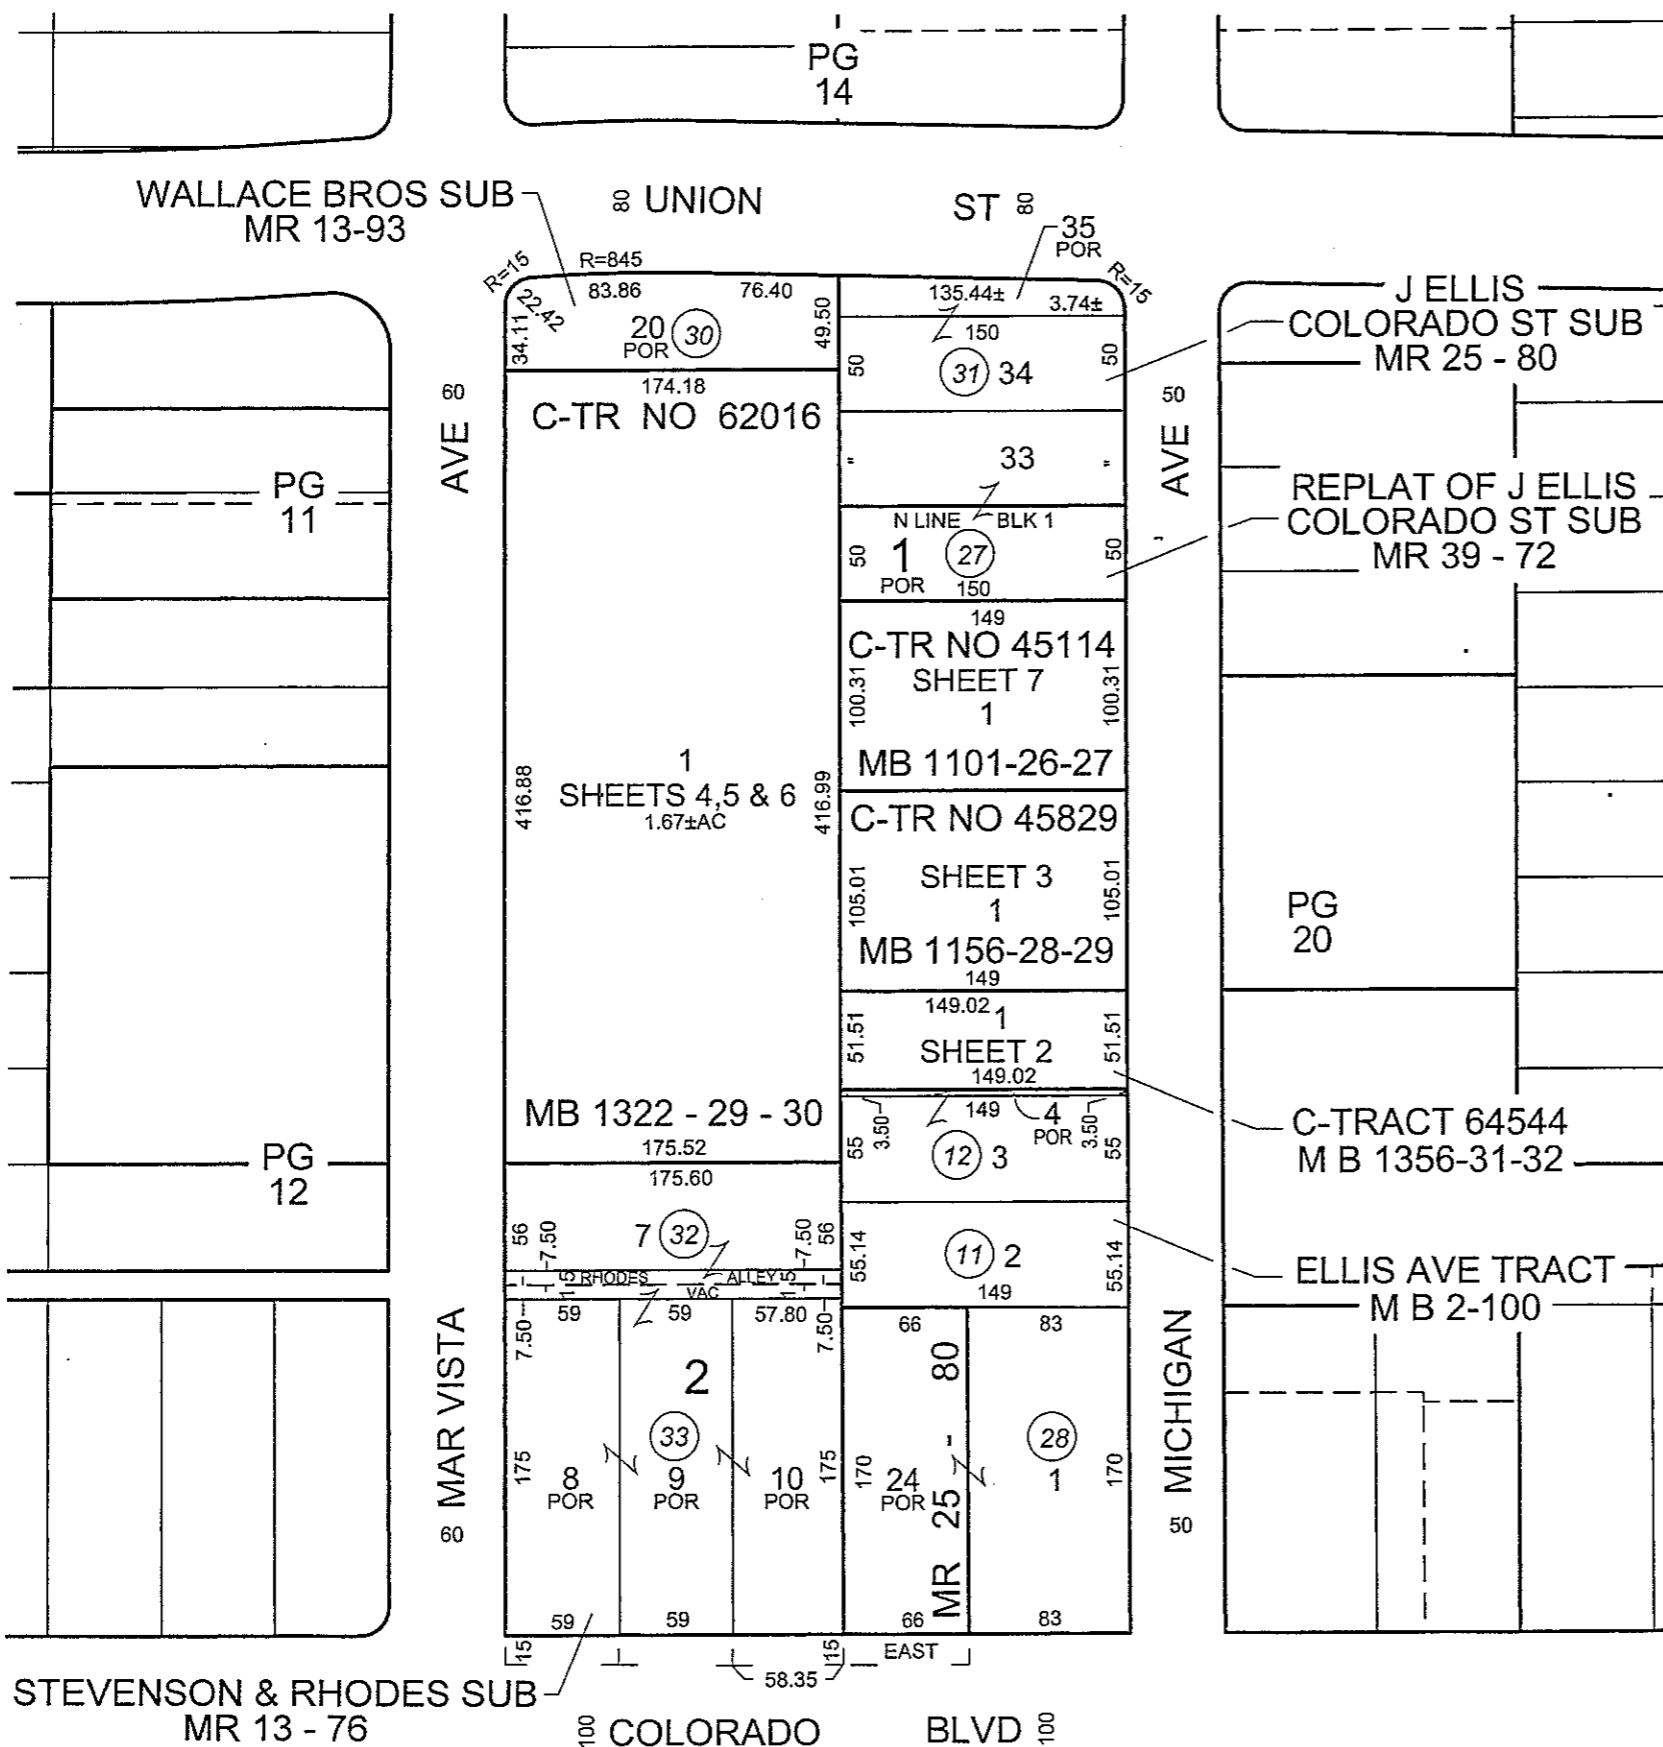 PG
14
WALLACE BROS SUB
MR 13-93
80 UNION ST 80
35
POR
R=15
R=845
R=15
83.86
76.40
135.44±
3.74±
22.42
34.11
20
POR
30
49.50
150
50
31 34
50
J ELLIS
COLORADO ST SUB
MR 25 - 80
174.18
C-TR NO 62016
60
AVE
50
AVE
33
"
"
PG
11
N LINE BLK 1
50
1
POR
27
150
50
REPLAT OF J ELLIS
COLORADO ST SUB
MR 39 - 72
149
C-TR NO 45114
SHEET 7
1
100.31
100.31
MB 1101-26-27
1
SHEETS 4,5 & 6
1.67±AC
416.88
416.99
C-TR NO 45829
SHEET 3
1
105.01
105.01
MB 1156-28-29
149
PG
20
149.02
1
SHEET 2
51.51
51.51
149.02
MB 1322 - 29 - 30
175.52
3.50
149
4
POR
3.50
55
12 3
55
C-TRACT 64544
M B 1356-31-32
PG
12
175.60
56
7.50
7 32
7.50
56
55.14
11 2
55.14
149
15
RHODES ALLEY
15
VAC
ELLIS AVE TRACT
M B 2-100
7.50
59
59
57.80
7.50
66
83
2
33
175
8
POR
9
POR
10
POR
175
170
24
POR
MR 25 - 80
28
1
170
MAR VISTA
60
MICHIGAN
50
59
59
66
83
15
15
EAST
58.35
STEVENSON & RHODES SUB
MR 13 - 76
100 COLORADO BLVD 100